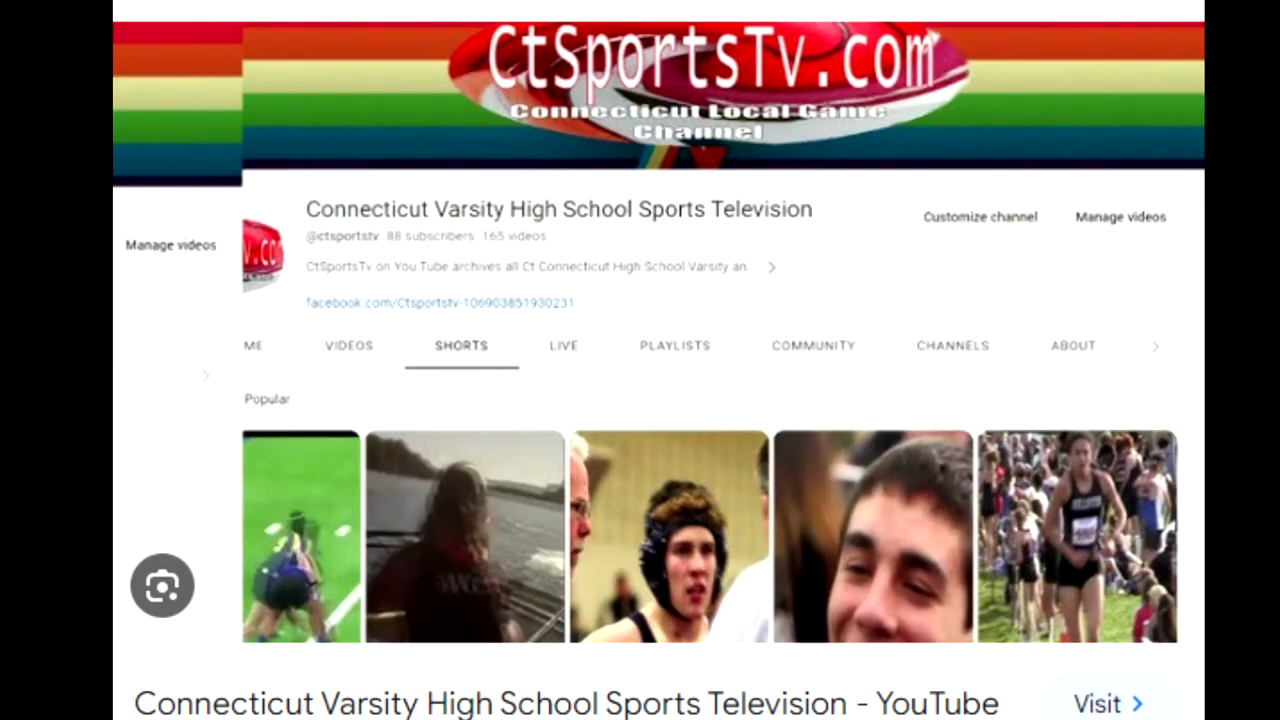 CtSportsTv.com
Connecticut Local Game
Channel
Connecticut Varsity High School Sports Television
Customize channel
Manage videos
@ctsportstv 88 subscribers 165 videos
Manage videos
CtSportsTv on You Tube archives all Ct Connecticut High School Varsity an
facebook.com/Ctsportstv-106903851930231
ME VIDEOS SHORTS LIVE PLAYLISTS COMMUNITY CHANNELS ABOUT
Popular
Connecticut Varsity High School Sports Television - YouTube
Visit